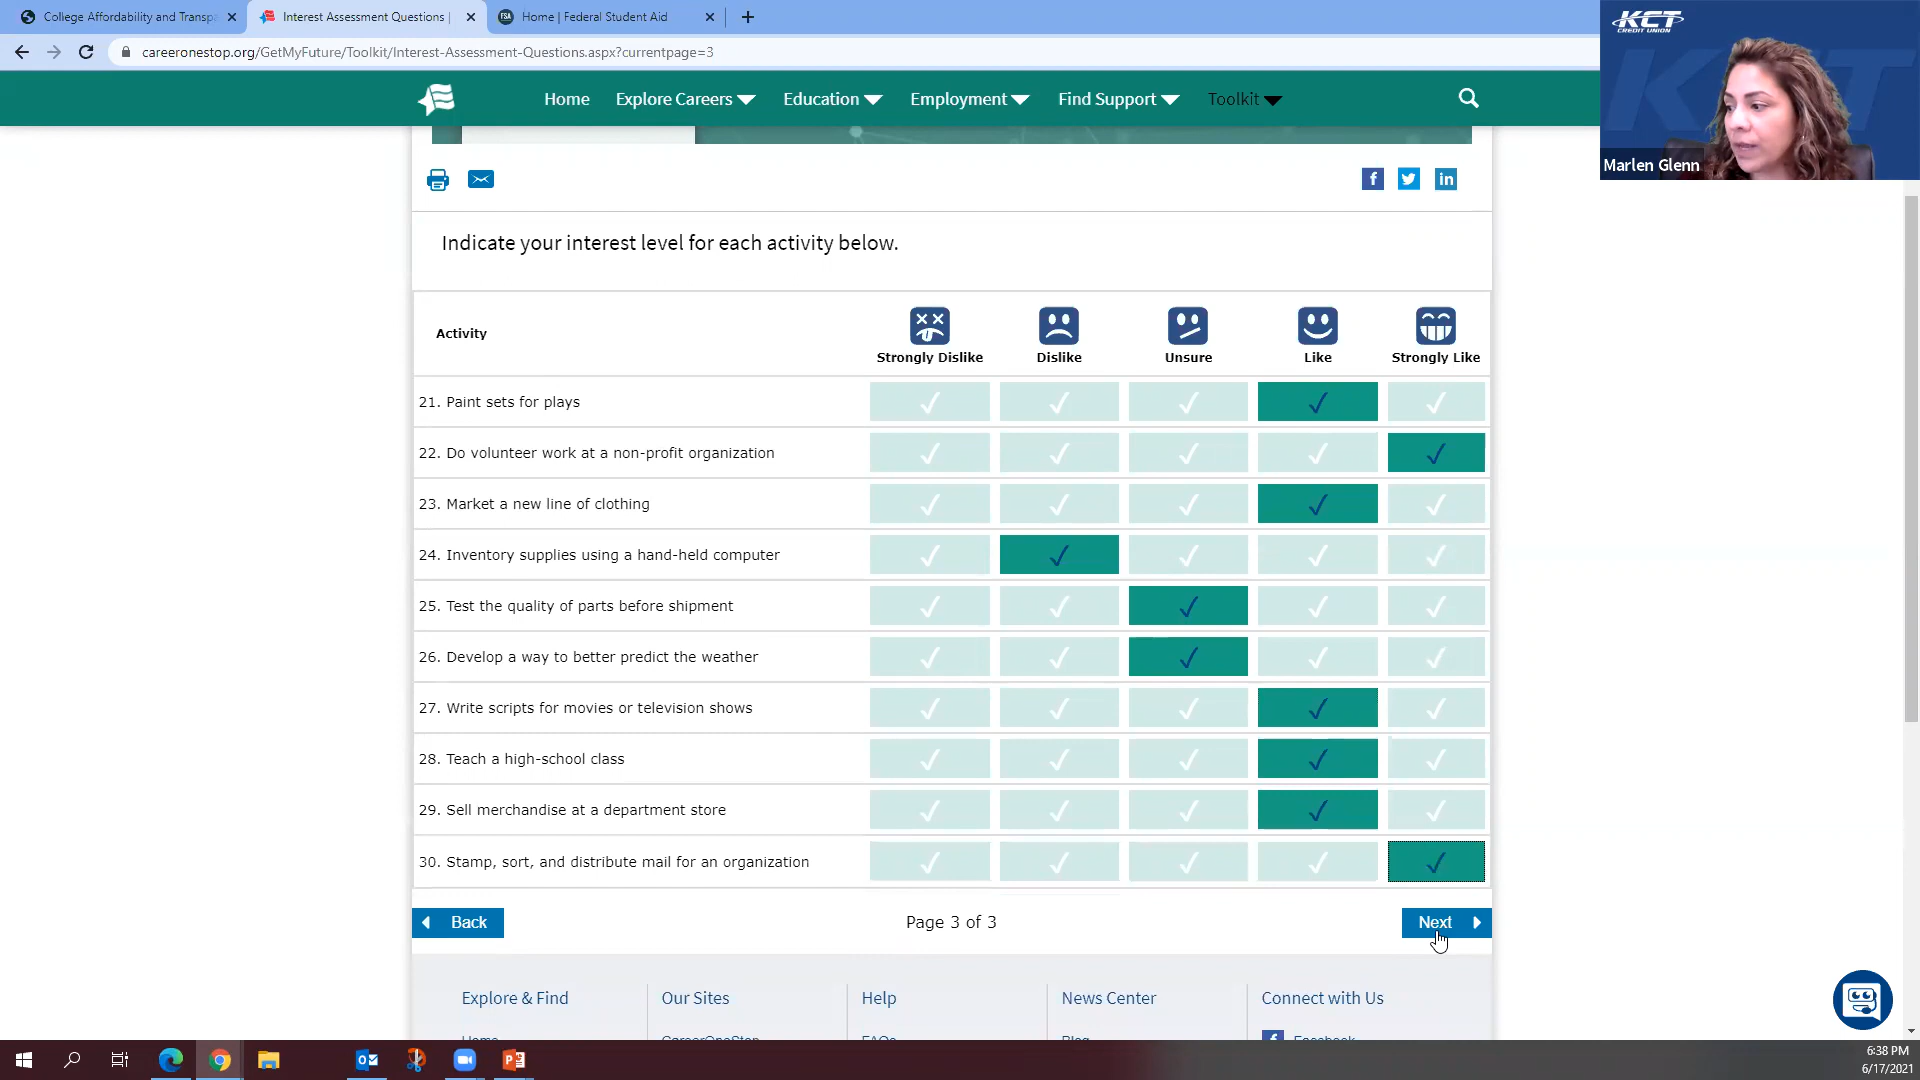 College Affordability and Transpa
Interest Assessment Questions |
FSA
Home | Federal Student Aid
careeronestop.org/GetMyFuture/Toolkit/Interest-Assessment-Questions.aspx?currentpage=3
KCT
CREDIT UNION
Marlen Glenn
Home Explore Careers Education Employment Find Support Toolkit
Indicate your interest level for each activity below.
Activity Strongly Dislike Dislike Unsure Like Strongly Like
21. Paint sets for plays
22. Do volunteer work at a non-profit organization
23. Market a new line of clothing
24. Inventory supplies using a hand-held computer
25. Test the quality of parts before shipment
26. Develop a way to better predict the weather
27. Write scripts for movies or television shows
28. Teach a high-school class
29. Sell merchandise at a department store
30. Stamp, sort, and distribute mail for an organization
Back Page 3 of 3 Next
Explore & Find Our Sites Help News Center Connect with Us
Home CareerOneStop FAQs Blog Facebook
6:38 PM
6/17/2021